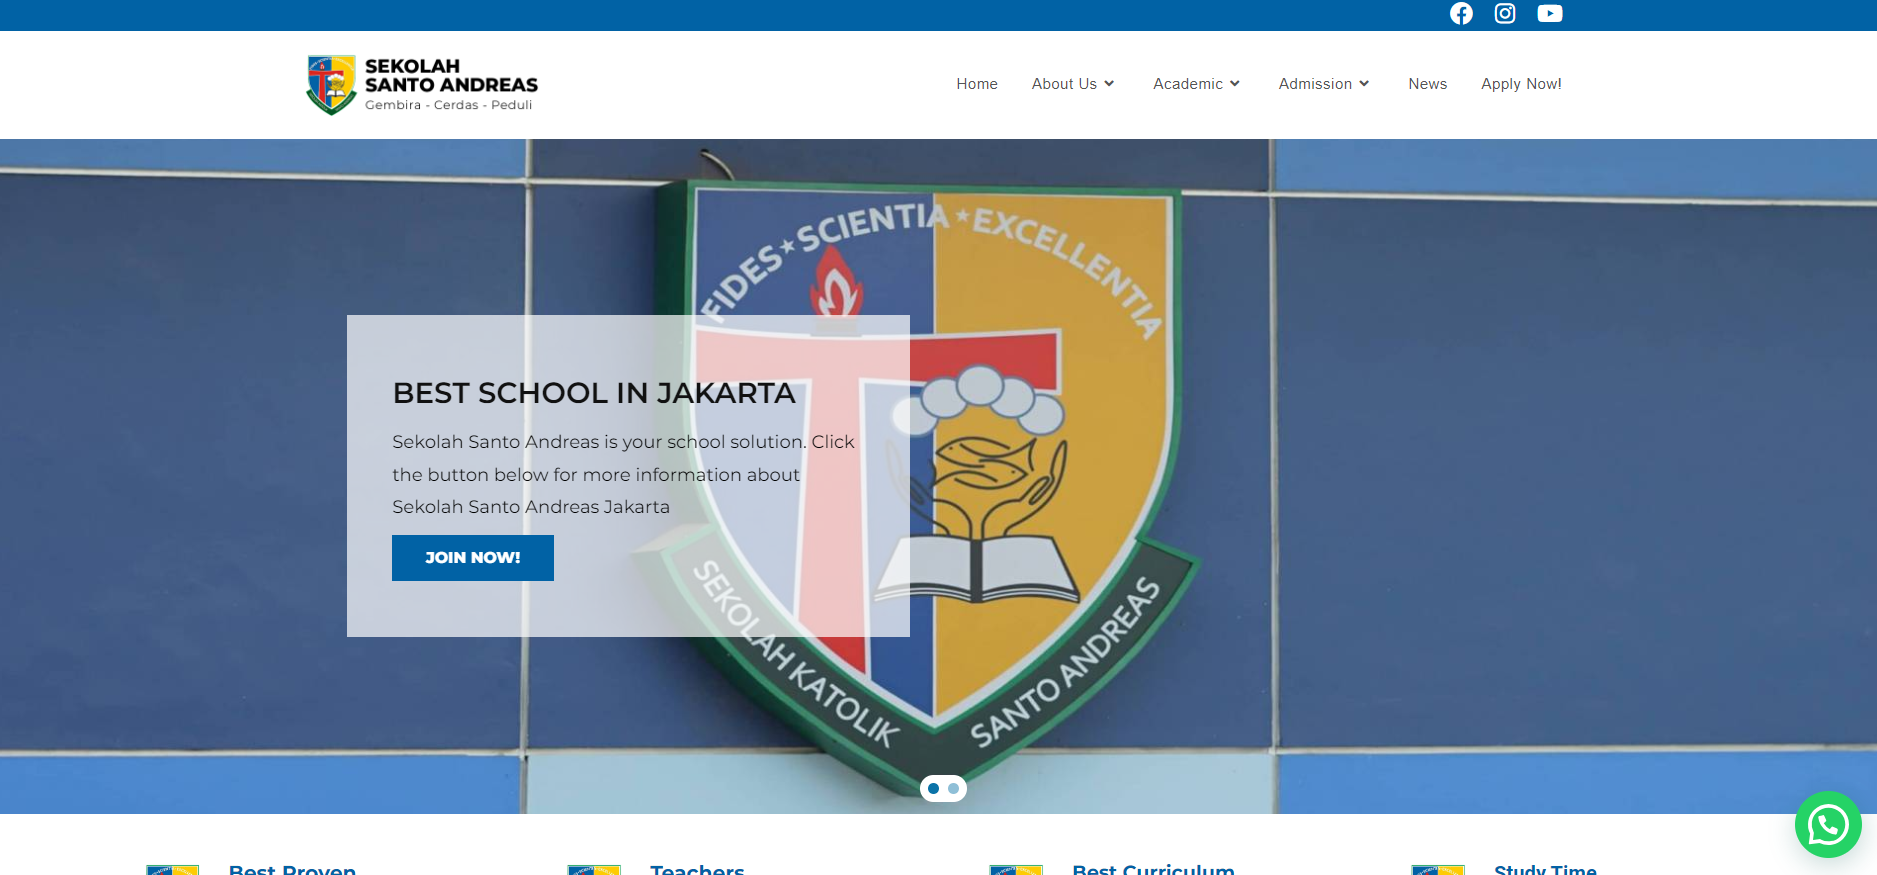 SEKOLAH
SANTO ANDREAS
Gembira - Cerdas - Peduli
Home
About Us
Academic
Admission
News
Apply Now!
FIDES★SCIENTIA★EXCELLENTIA
BEST SCHOOL IN JAKARTA
Sekolah Santo Andreas is your school solution. Click
the button below for more information about
Sekolah Santo Andreas Jakarta
JOIN NOW!
SEKOLAH KATOLIK
SANTO ANDREAS
Best Proven
Teachers
Best Curriculum
Study Time